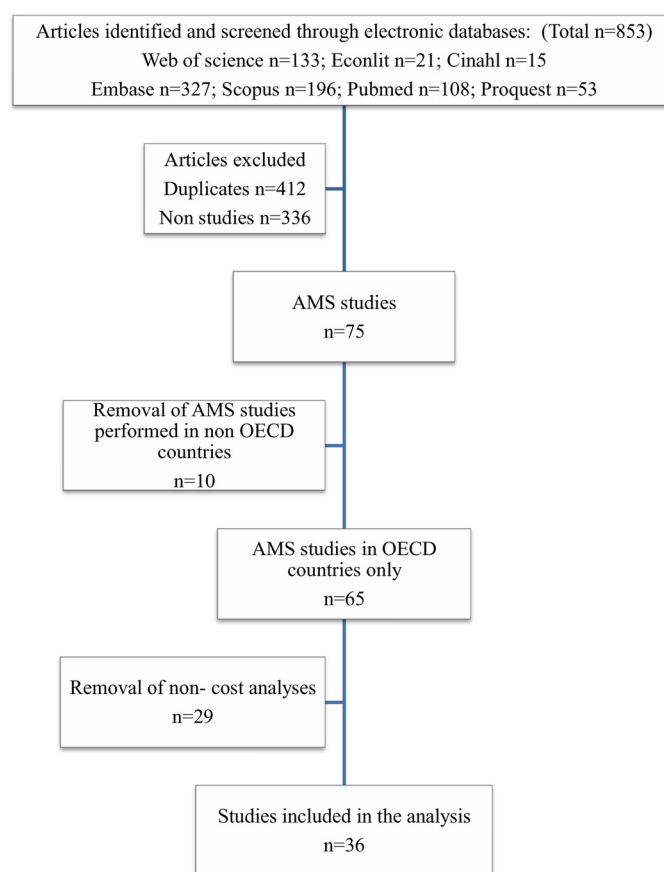 Articles identified and screened through electronic databases:  (Total n=853)
Web of science n=133; Econlit n=21; Cinahl n=15
Embase n=327; Scopus n=196; Pubmed n=108; Proquest n=53
Articles excluded
Duplicates n=412
Non studies n=336
AMS studies
n=75
Removal of AMS studies
performed in non OECD
countries
n=10
AMS studies in OECD
countries only
n=65
Removal of non- cost analyses
n=29
Studies included in the analysis
n=36